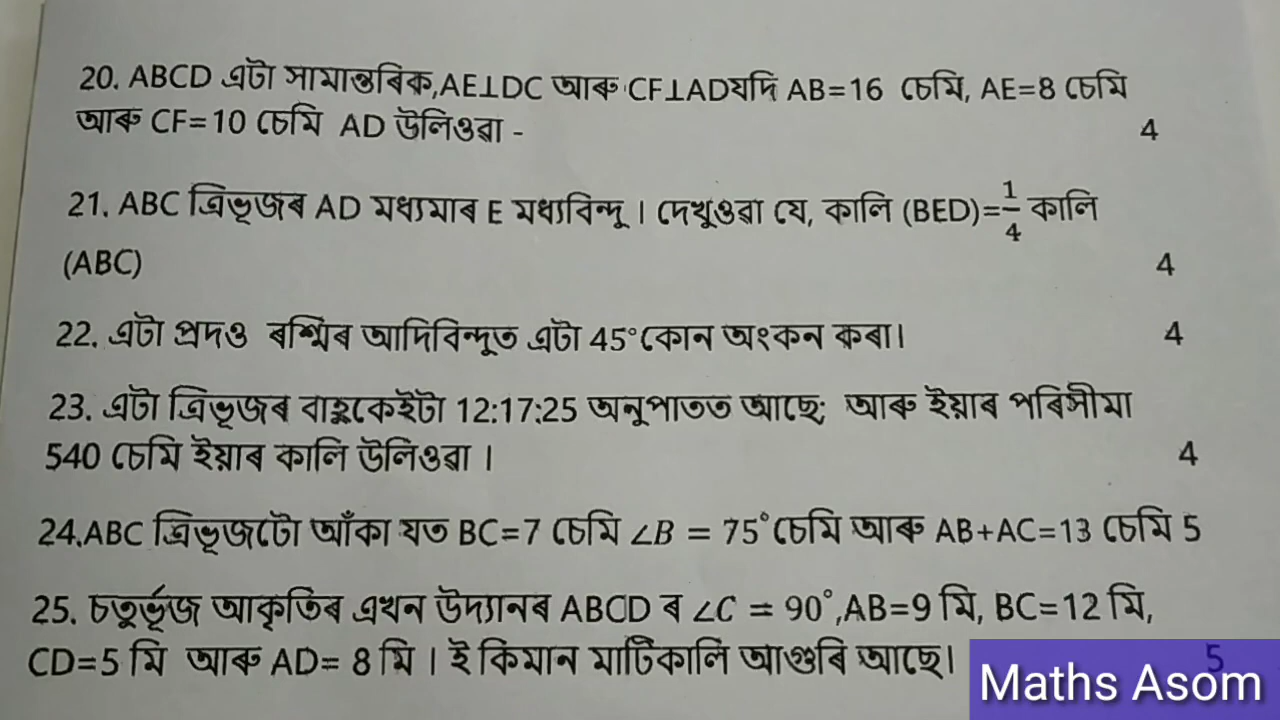 20. ABCD এটা সামান্তৰিক,AE⊥DC আৰু CF⊥ADযদি AB=16 চেমি, AE=8 চেমি
আৰু CF=10 চেমি AD উলিওৱা - 4
21. ABC ত্ৰিভূজৰ AD মধ্যমাৰ E মধ্যবিন্দু । দেখুওৱা যে, কালি (BED)=1/4 কালি
(ABC) 4
22. এটা প্ৰদও ৰশ্মিৰ আদিবিন্দুত এটা 45°কোন অংকন কৰা। 4
23. এটা ত্ৰিভূজৰ বাহুকেইটা 12:17:25 অনুপাতত আছে; আৰু ইয়াৰ পৰিসীমা
540 চেমি ইয়াৰ কালি উলিওৱা । 4
24.ABC ত্ৰিভূজটো আঁকা যত BC=7 চেমি ∠B = 75°চেমি আৰু AB+AC=13 চেমি 5
25. চতুৰ্ভূজ আকৃতিৰ এখন উদ্যানৰ ABCD ৰ ∠C = 90°,AB=9 মি, BC=12 মি,
CD=5 মি আৰু AD= 8 মি । ই কিমান মাটিকালি আগুৰি আছে। 5
Maths Asom